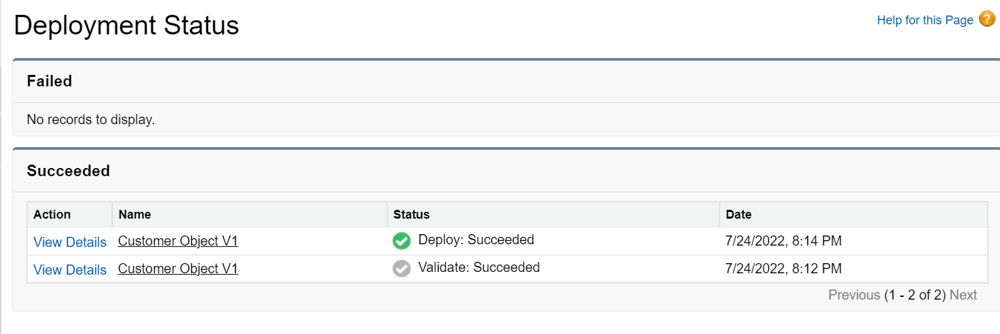 Deployment Status
Help for this Page ?
Failed
No records to display.
Succeeded
Action Name Status Date
View Details Customer Object V1 Deploy: Succeeded 7/24/2022, 8:14 PM
View Details Customer Object V1 Validate: Succeeded 7/24/2022, 8:12 PM
Previous (1 - 2 of 2) Next